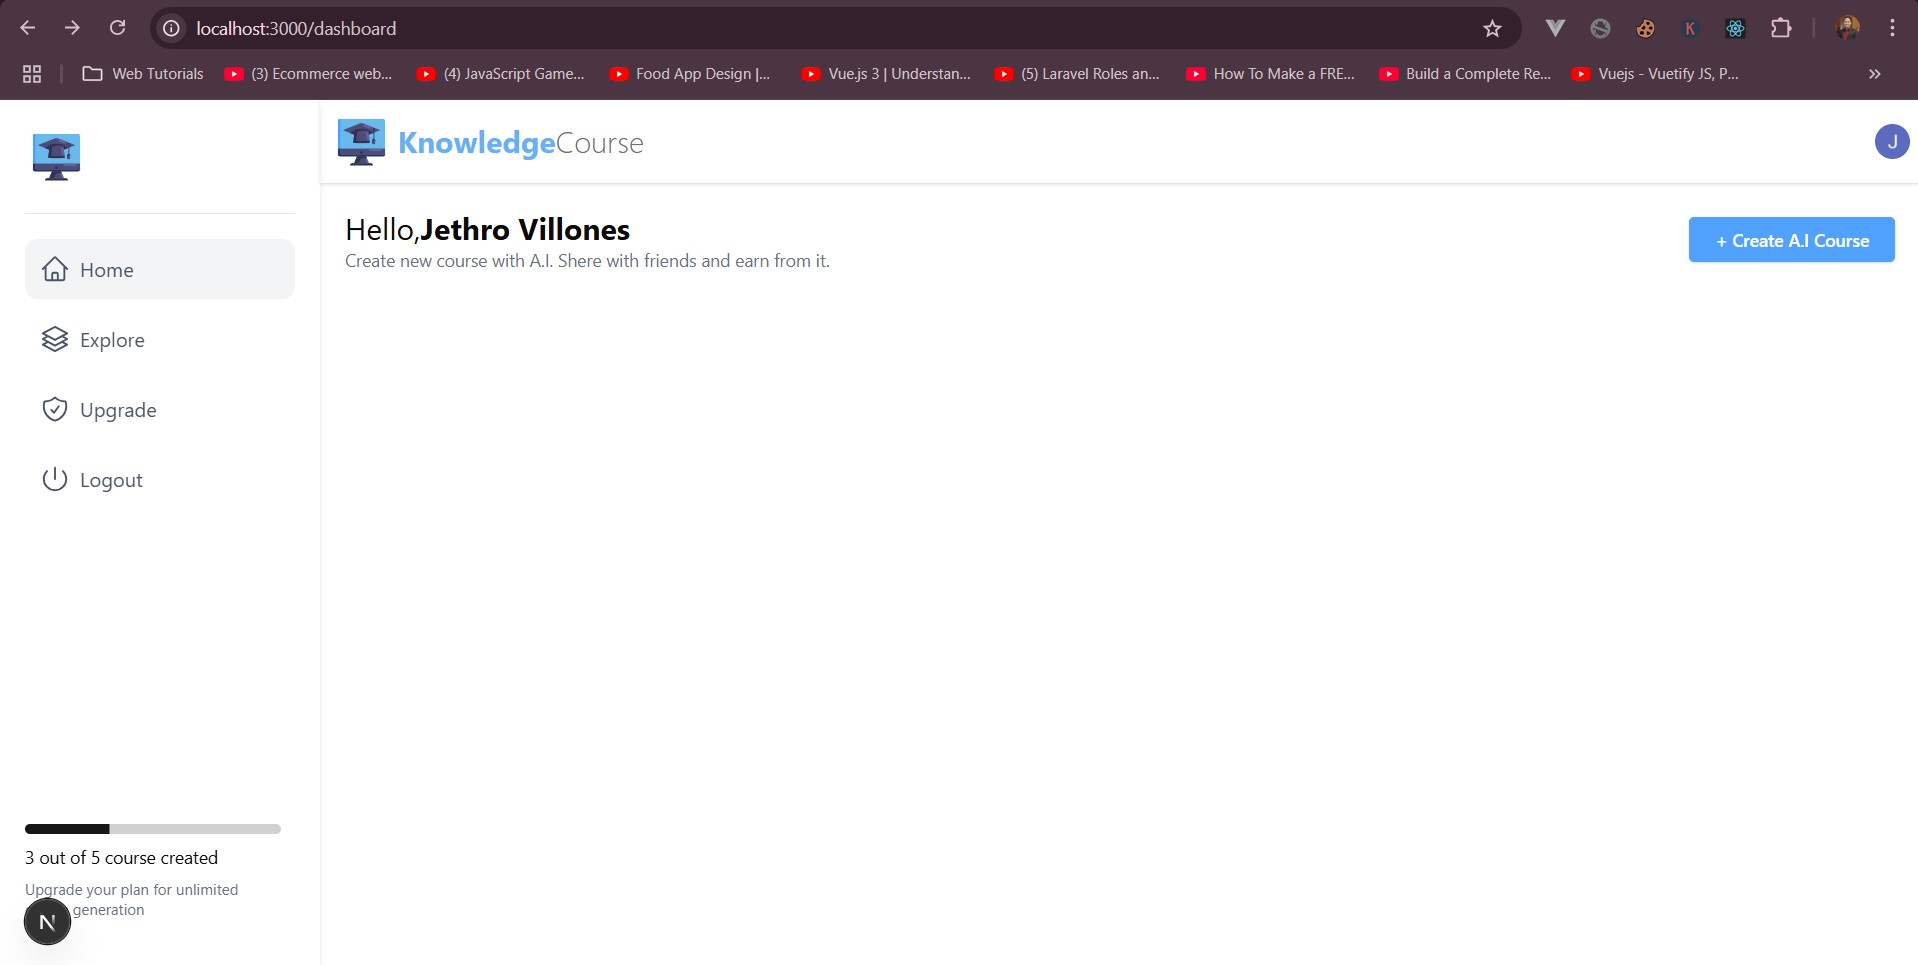 localhost:3000/dashboard
K
Web Tutorials
(3) Ecommerce web...
(4) JavaScript Game...
Food App Design |...
Vue.js 3 | Understan...
(5) Laravel Roles an...
How To Make a FRE...
Build a Complete Re...
Vuejs - Vuetify JS, P...
KnowledgeCourse
J
Hello,Jethro Villones
Create new course with A.I. Shere with friends and earn from it.
+ Create A.I Course
Home
Explore
Upgrade
Logout
3 out of 5 course created
Upgrade your plan for unlimited
generation
N